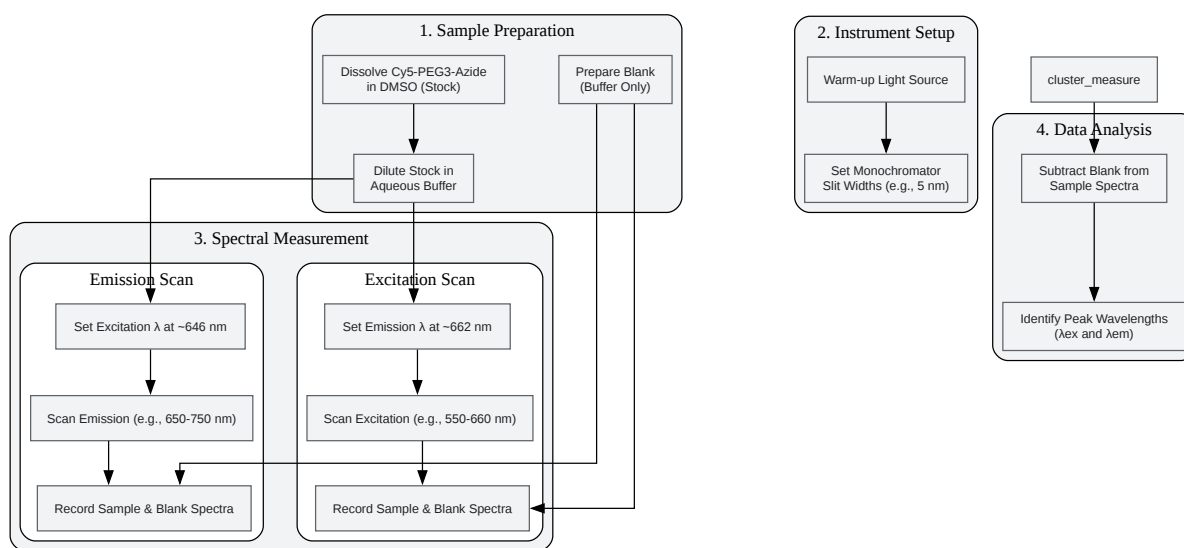 1. Sample Preparation
Dissolve Cy5-PEG3-Azide
in DMSO (Stock)
Prepare Blank
(Buffer Only)
Dilute Stock in
Aqueous Buffer
2. Instrument Setup
Warm-up Light Source
Set Monochromator
Slit Widths (e.g., 5 nm)
cluster_measure
4. Data Analysis
Subtract Blank from
Sample Spectra
Identify Peak Wavelengths
(λex and λem)
3. Spectral Measurement
Emission Scan
Set Excitation λ at ~646 nm
Scan Emission (e.g., 650-750 nm)
Record Sample & Blank Spectra
Excitation Scan
Set Emission λ at ~662 nm
Scan Excitation (e.g., 550-660 nm)
Record Sample & Blank Spectra